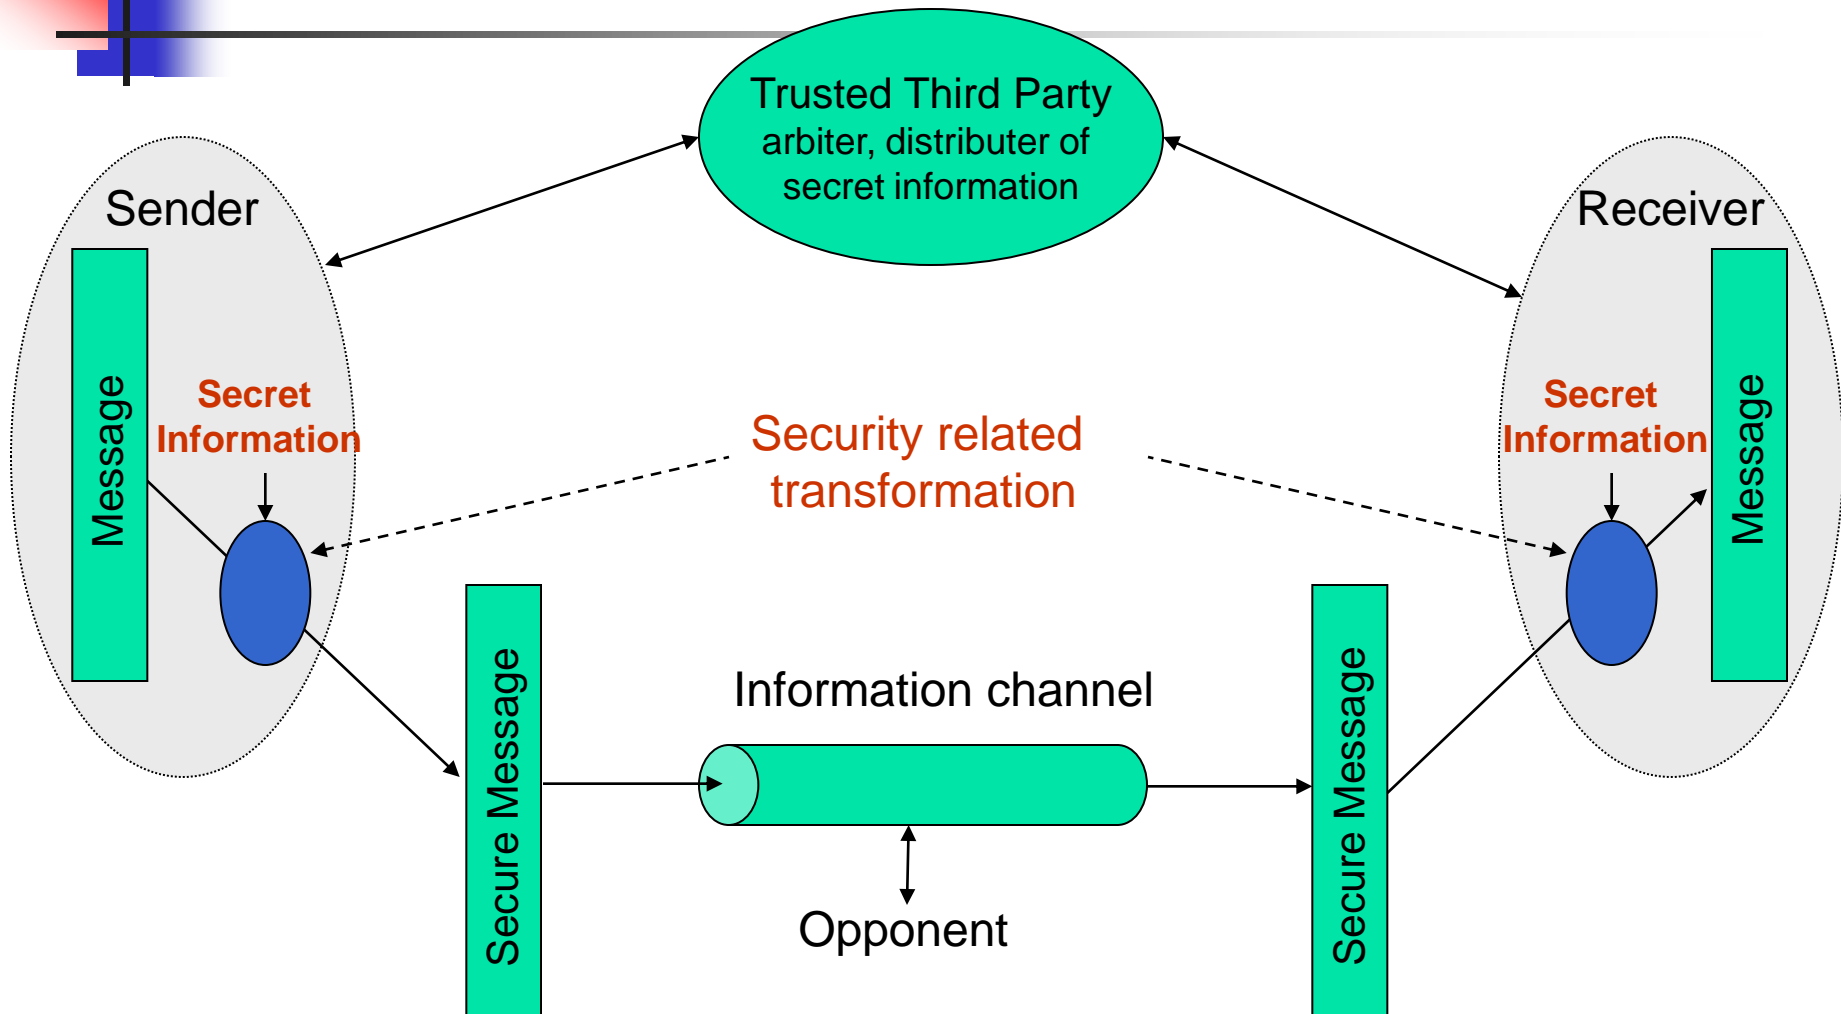 Trusted Third Party
arbiter, distributer of
secret information
Sender
Receiver
Message
Secret
Information
Security related
transformation
Secret
Information
Message
Secure Message
Information channel
Opponent
Secure Message